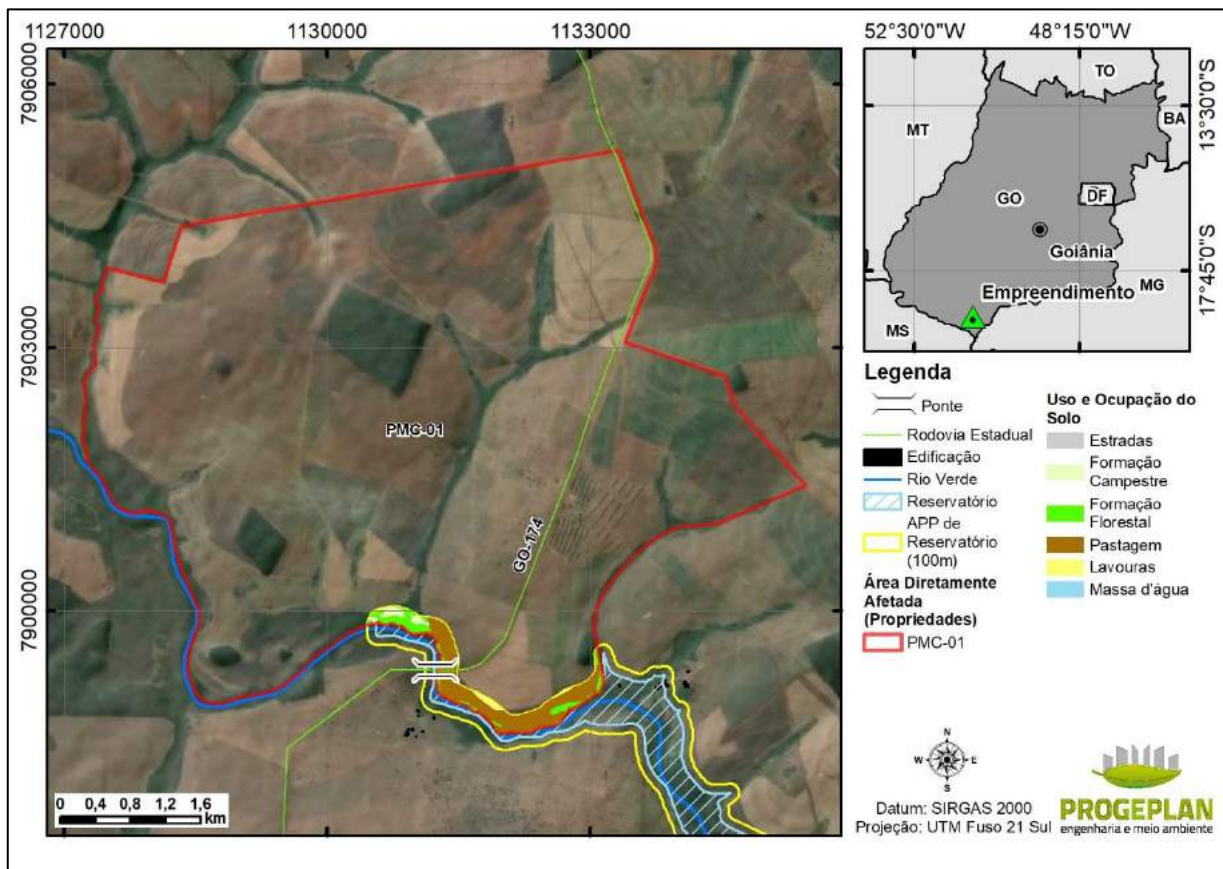 1127000 1130000 1133000
7906000
7903000
7900000
PMC-01
GO-174
0 0,4 0,8 1,2 1,6
km
52°30'0"W 48°15'0"W
13°30'0"S
17°45'0"S
TO
MT
BA
DF
GO
Goiânia
MG
Empreendimento
MS
Legenda
Ponte
Rodovia Estadual
Edificação
Rio Verde
Reservatório
APP de
Reservatório
(100m)
Área Diretamente
Afetada
(Propriedades)
PMC-01
Uso e Ocupação do
Solo
Estradas
Formação
Campestre
Formação
Florestal
Pastagem
Lavouras
Massa d'água
N
W E
S
Datum: SIRGAS 2000
Projeção: UTM Fuso 21 Sul
PROGEPLAN
engenharia e meio ambiente